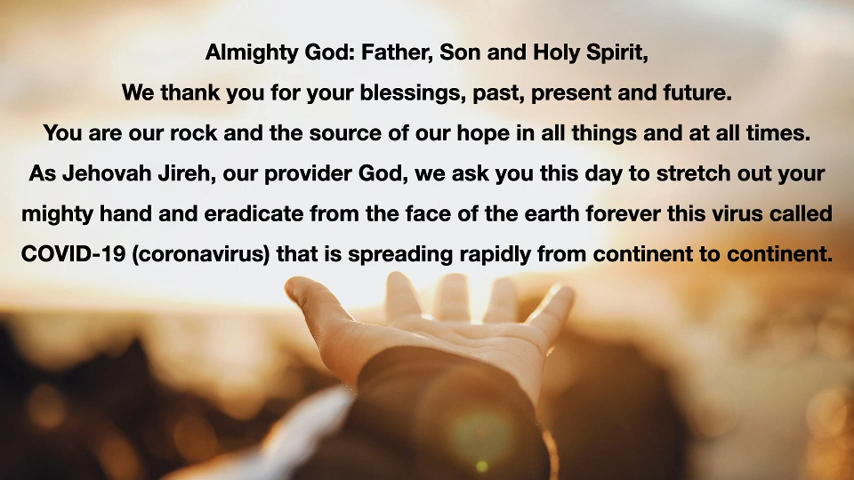 Almighty God: Father, Son and Holy Spirit,
We thank you for your blessings, past, present and future.
You are our rock and the source of our hope in all things and at all times.
As Jehovah Jireh, our provider God, we ask you this day to stretch out your
mighty hand and eradicate from the face of the earth forever this virus called
COVID-19 (coronavirus) that is spreading rapidly from continent to continent.